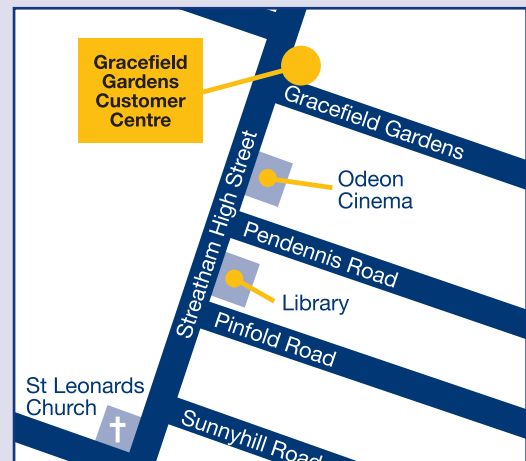 Gracefield
Gardens
Customer
Centre
Gracefield Gardens
Streatham High Street
Odeon
Cinema
Pendennis Road
Library
Pinfold Road
St Leonards
Church
Sunnyhill Road